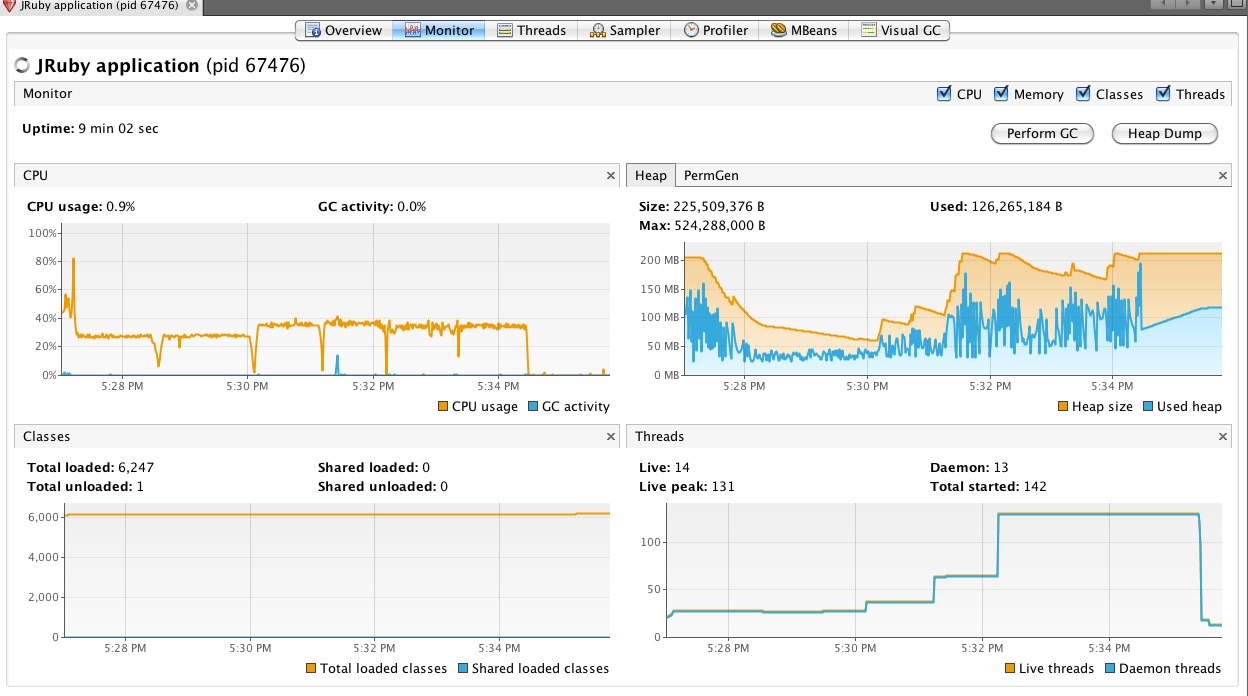 JRuby application (pid 67476)
Overview Monitor Threads Sampler Profiler MBeans Visual GC
JRuby application (pid 67476)
Monitor
CPU Memory Classes Threads
Uptime: 9 min 02 sec
Perform GC Heap Dump
CPU
CPU usage: 0.9% GC activity: 0.0%
100%
80%
60%
40%
20%
0%
5:28 PM 5:30 PM 5:32 PM 5:34 PM
CPU usage GC activity
Heap PermGen
Size: 225,509,376 B Used: 126,265,184 B
Max: 524,288,000 B
200 MB
150 MB
100 MB
50 MB
0 MB
5:28 PM 5:30 PM 5:32 PM 5:34 PM
Heap size Used heap
Classes
Total loaded: 6,247 Shared loaded: 0
Total unloaded: 1 Shared unloaded: 0
6,000
4,000
2,000
0
5:28 PM 5:30 PM 5:32 PM 5:34 PM
Total loaded classes Shared loaded classes
Threads
Live: 14 Daemon: 13
Live peak: 131 Total started: 142
100
50
0
5:28 PM 5:30 PM 5:32 PM 5:34 PM
Live threads Daemon threads